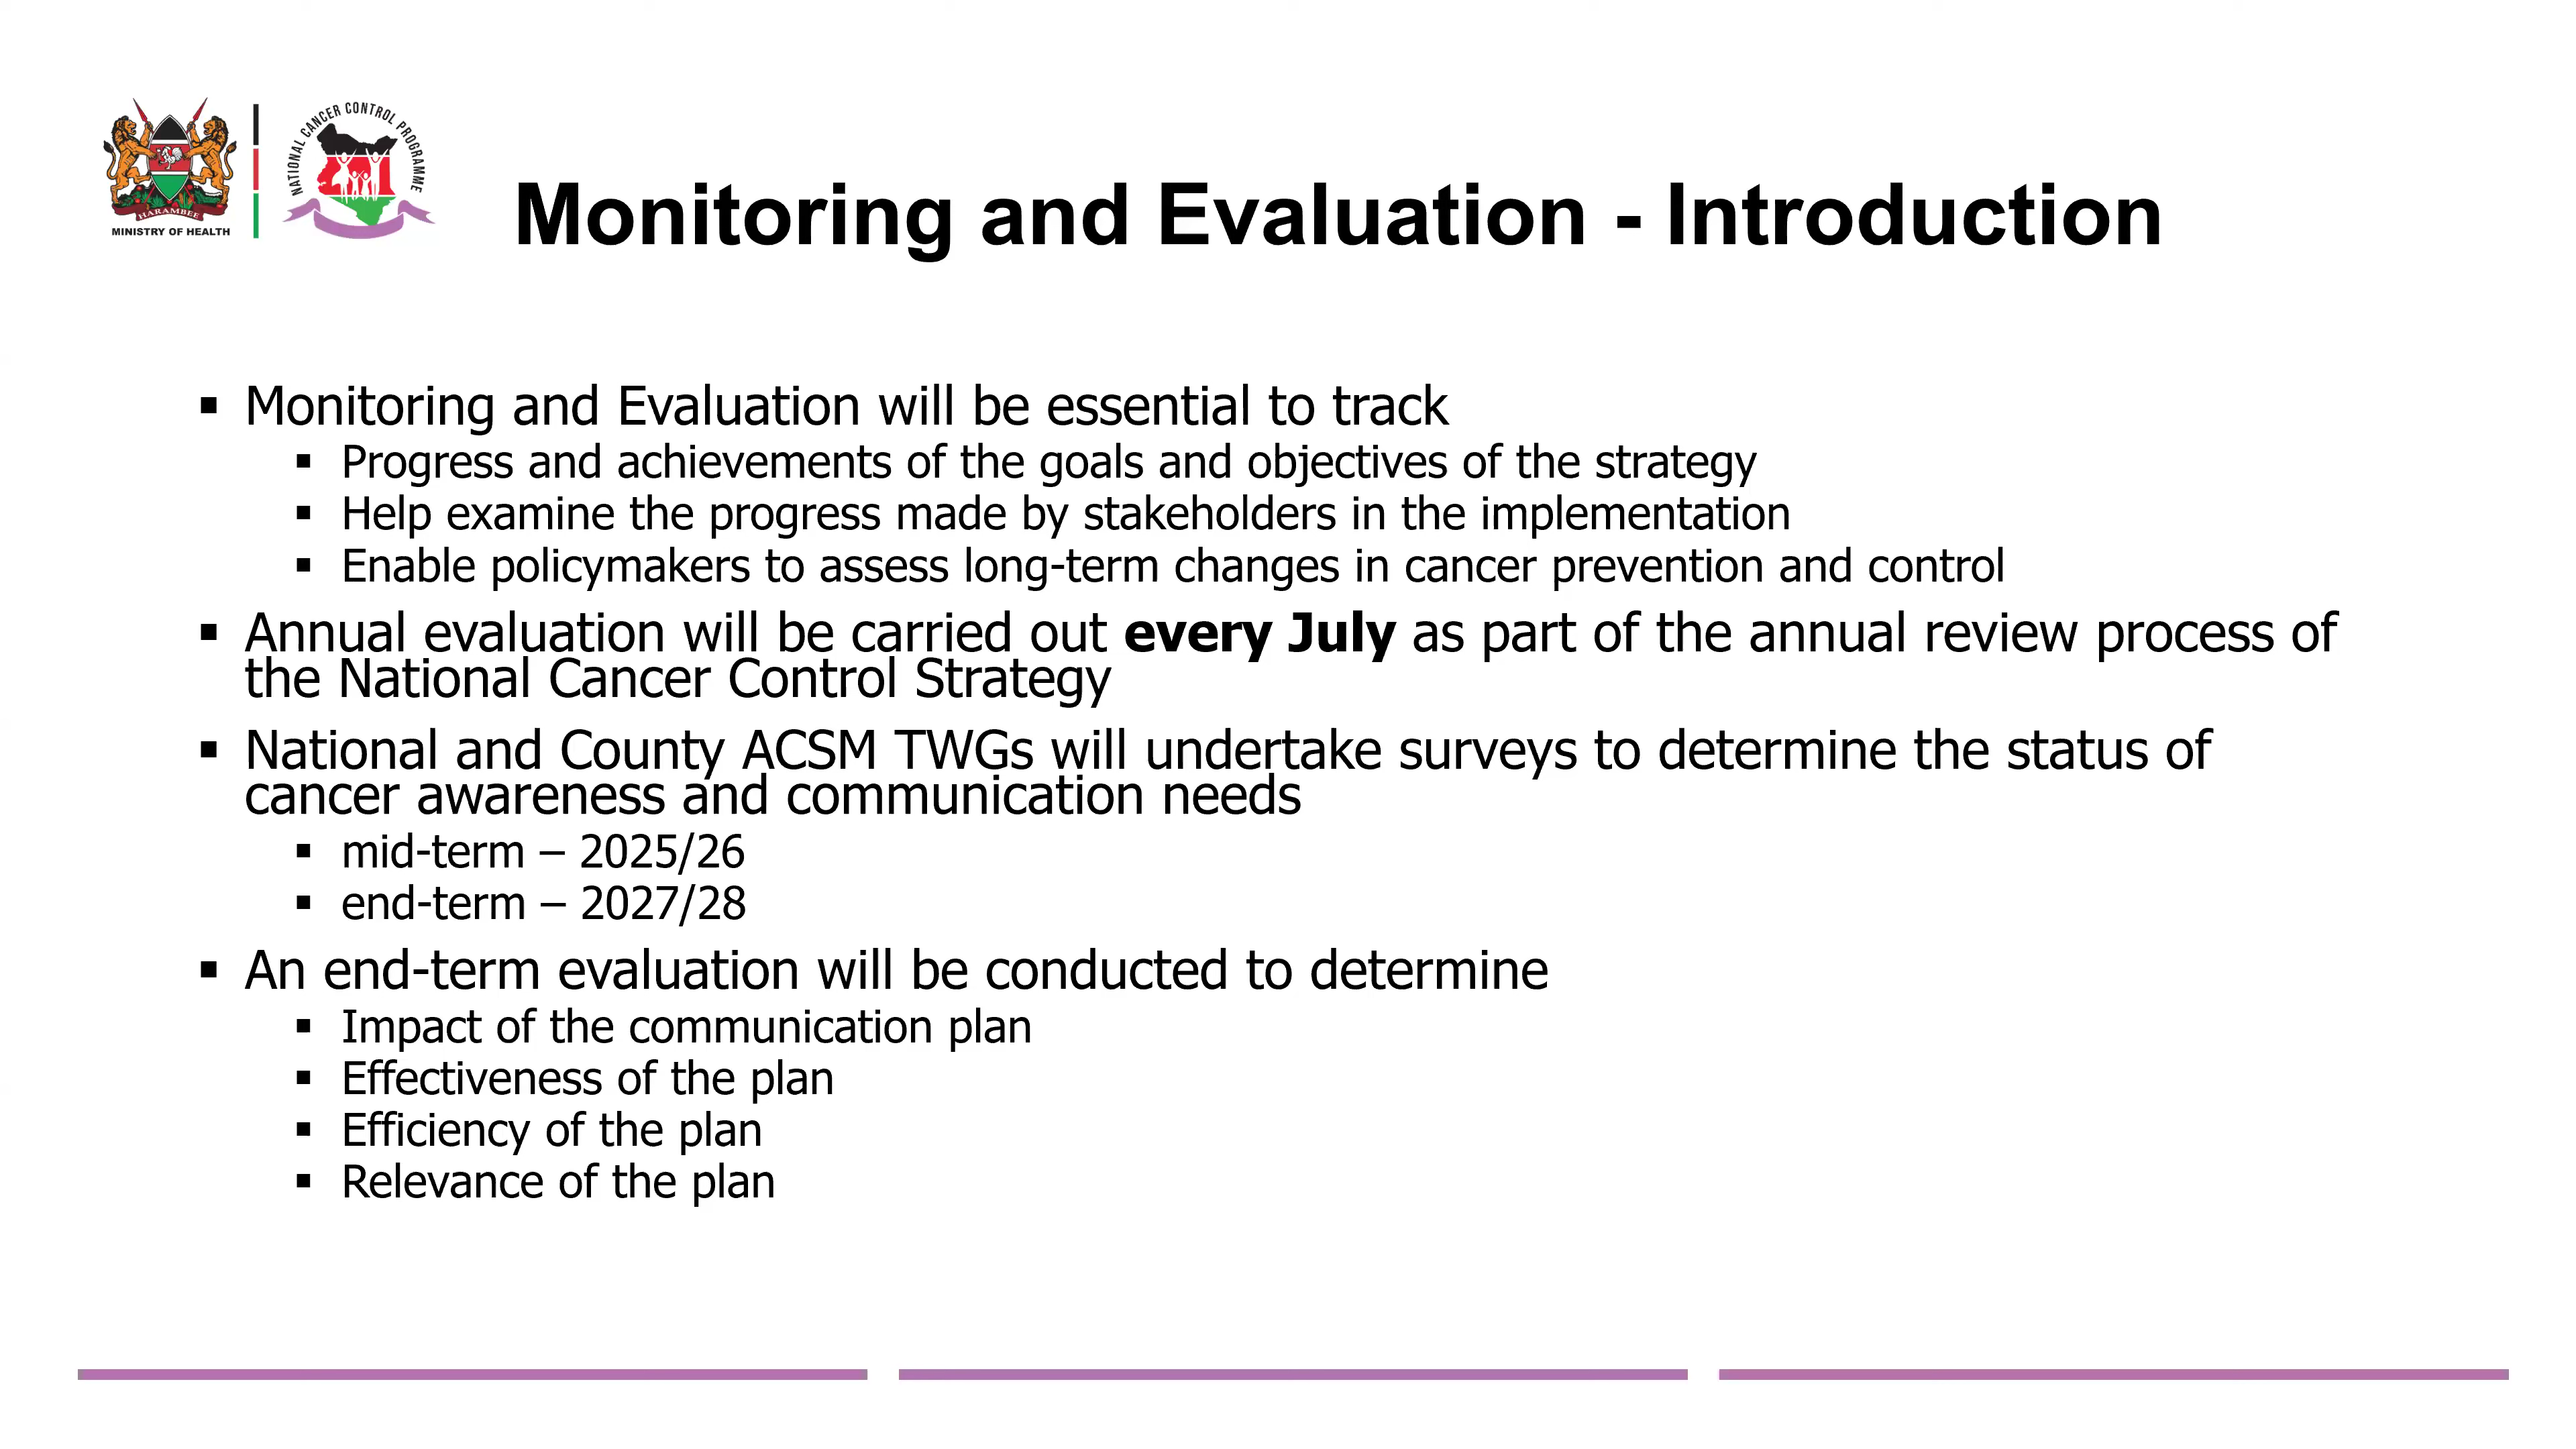 HARAMBEE
MINISTRY OF HEALTH
NATIONAL CANCER CONTROL PROGRAMME
Monitoring and Evaluation - Introduction
▪ Monitoring and Evaluation will be essential to track
▪ Progress and achievements of the goals and objectives of the strategy
▪ Help examine the progress made by stakeholders in the implementation
▪ Enable policymakers to assess long-term changes in cancer prevention and control
▪ Annual evaluation will be carried out every July as part of the annual review process of
the National Cancer Control Strategy
▪ National and County ACSM TWGs will undertake surveys to determine the status of
cancer awareness and communication needs
▪ mid-term – 2025/26
▪ end-term – 2027/28
▪ An end-term evaluation will be conducted to determine
▪ Impact of the communication plan
▪ Effectiveness of the plan
▪ Efficiency of the plan
▪ Relevance of the plan